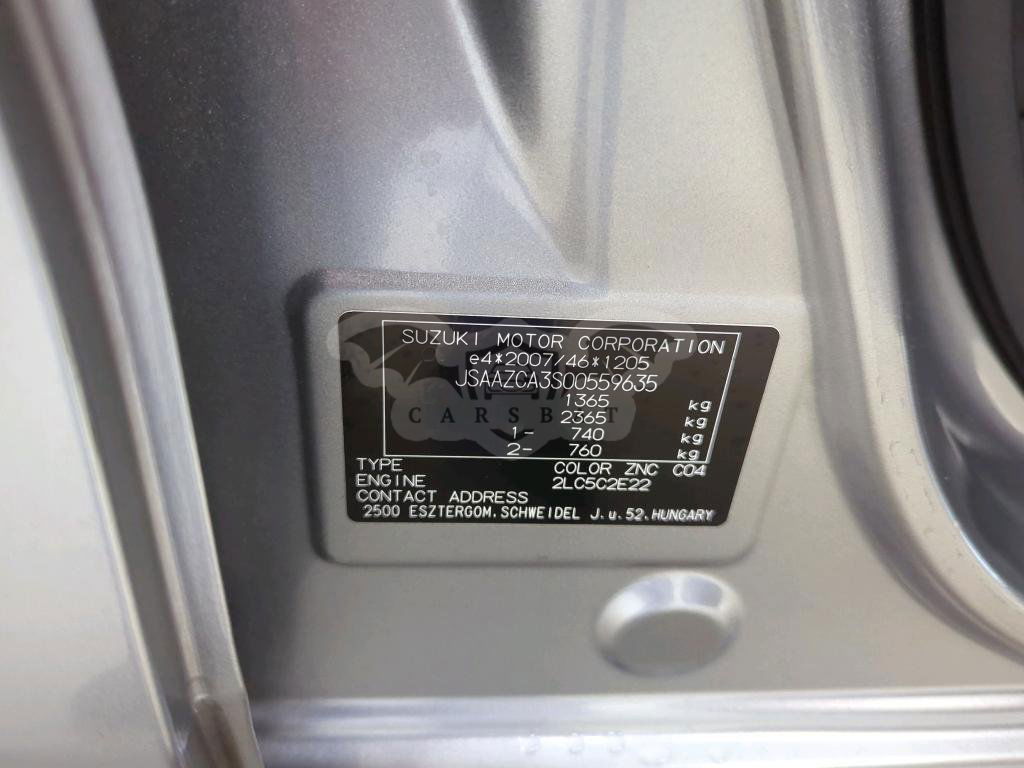 SUZUKI MOTOR CORPORATION
e4*2007/46*1205
JSAAZCA3S00559635
1365 kg
2365 kg
1- 740 kg
2- 760 kg
TYPE COLOR ZNC C04
ENGINE 2LC5C2E22
CONTACT ADDRESS
2500 ESZTERGOM.SCHWEIDEL J.u.52.HUNGARY